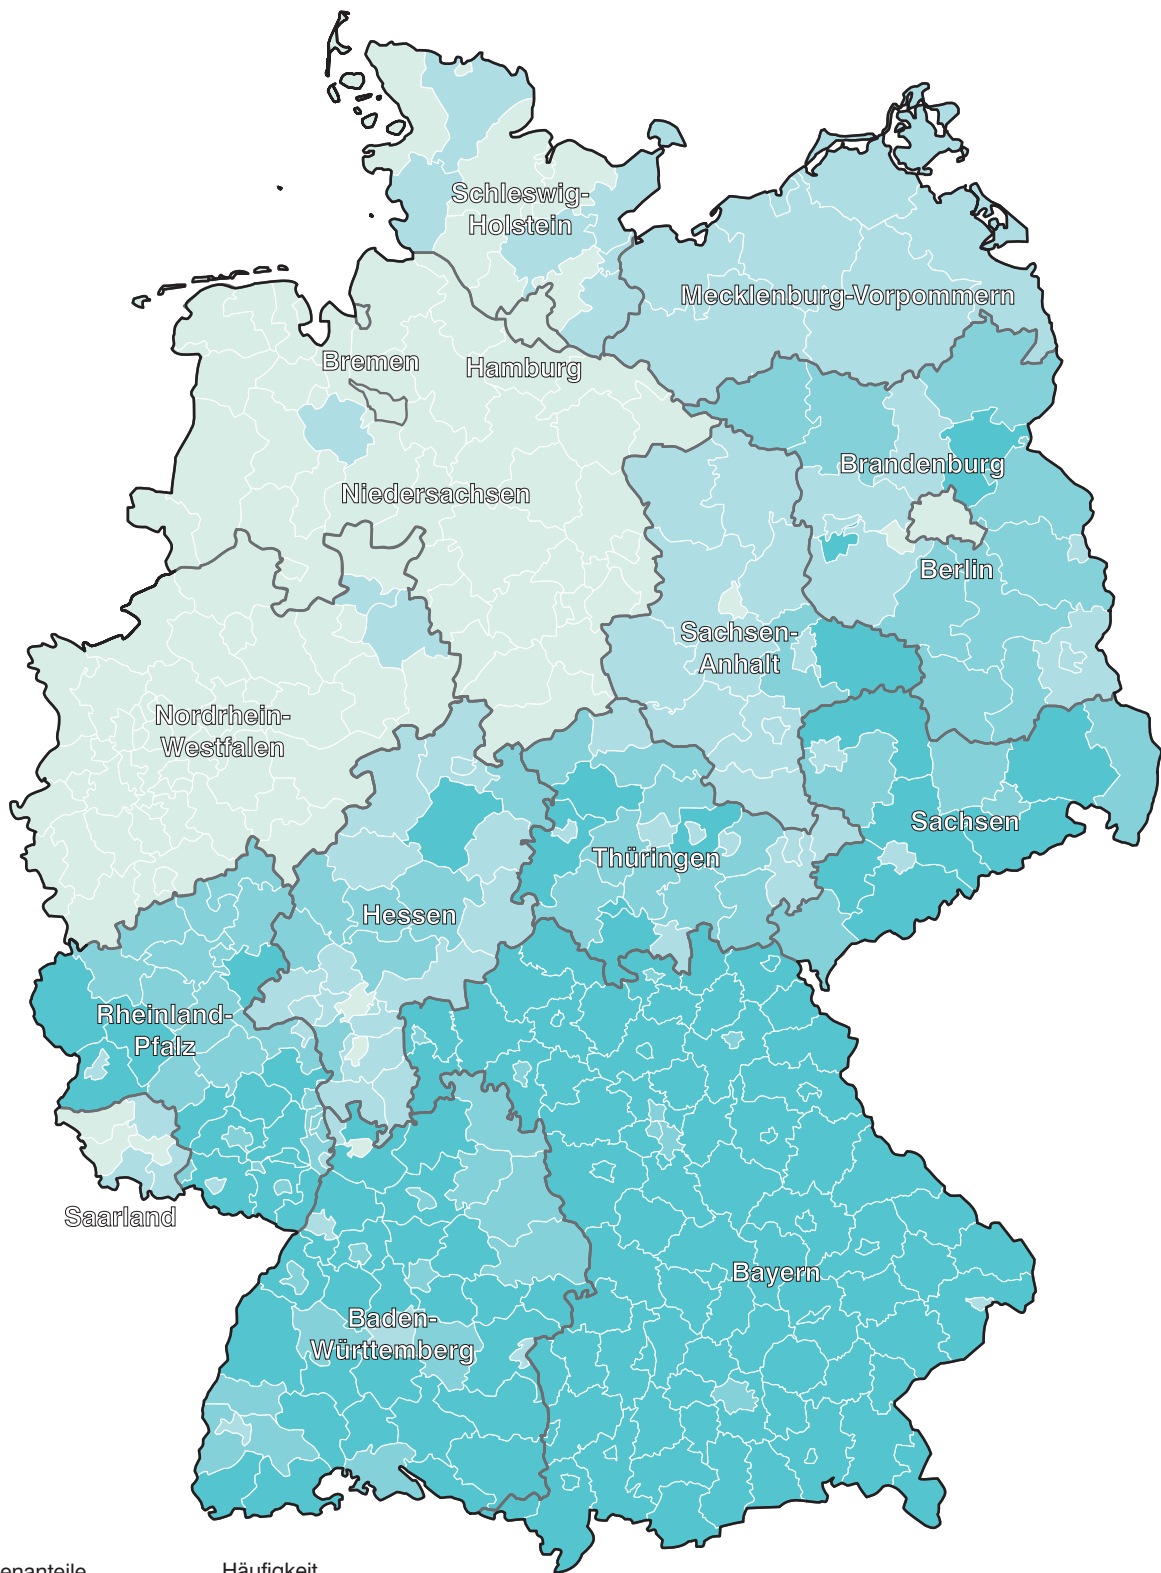 Schleswig-
Holstein
Mecklenburg-Vorpommern
Bremen
Hamburg
Brandenburg
Niedersachsen
Berlin
Sachsen-
Anhalt
Nordrhein-
Westfalen
Sachsen
Thüringen
Hessen
Rheinland-
Pfalz
Saarland
Bayern
Baden-
Württemberg
enanteile
Häufigkeit